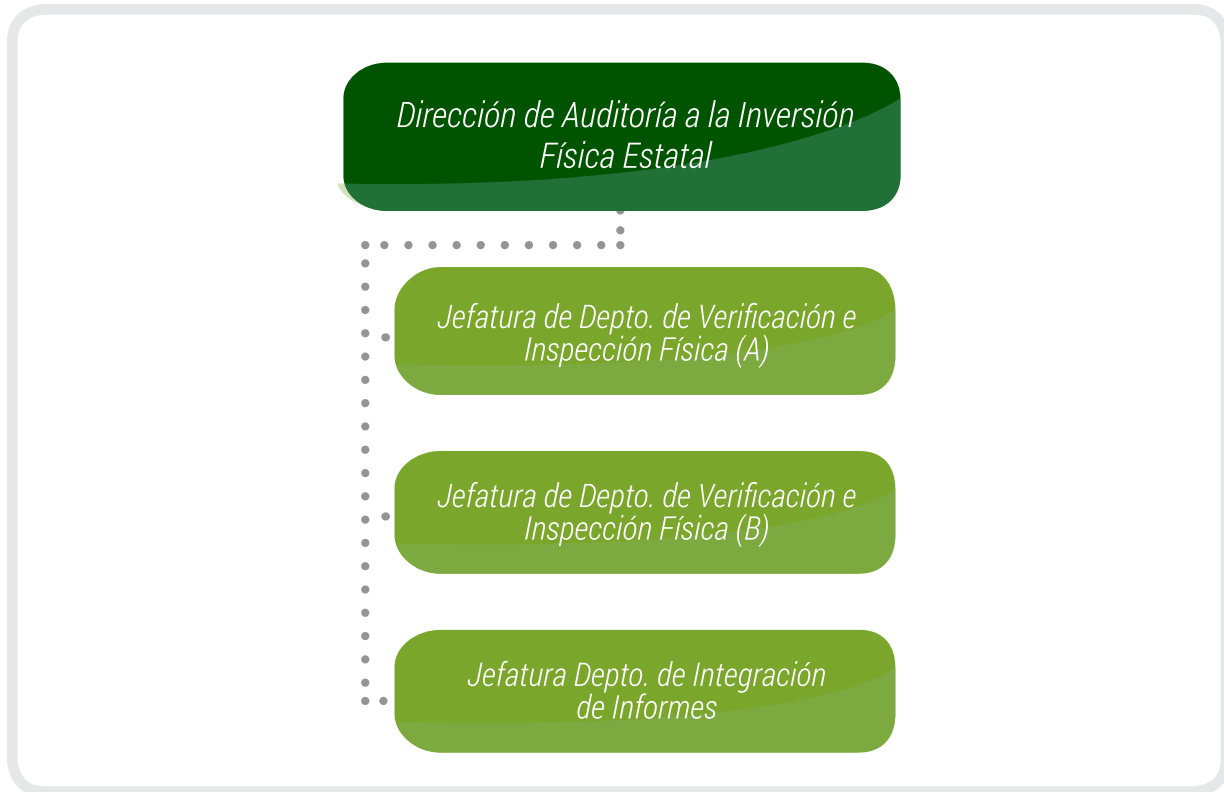 Dirección de Auditoría a la Inversión
Física Estatal
Jefatura de Depto. de Verificación e
Inspección Física (A)
Jefatura de Depto. de Verificación e
Inspección Física (B)
Jefatura Depto. de Integración
de Informes